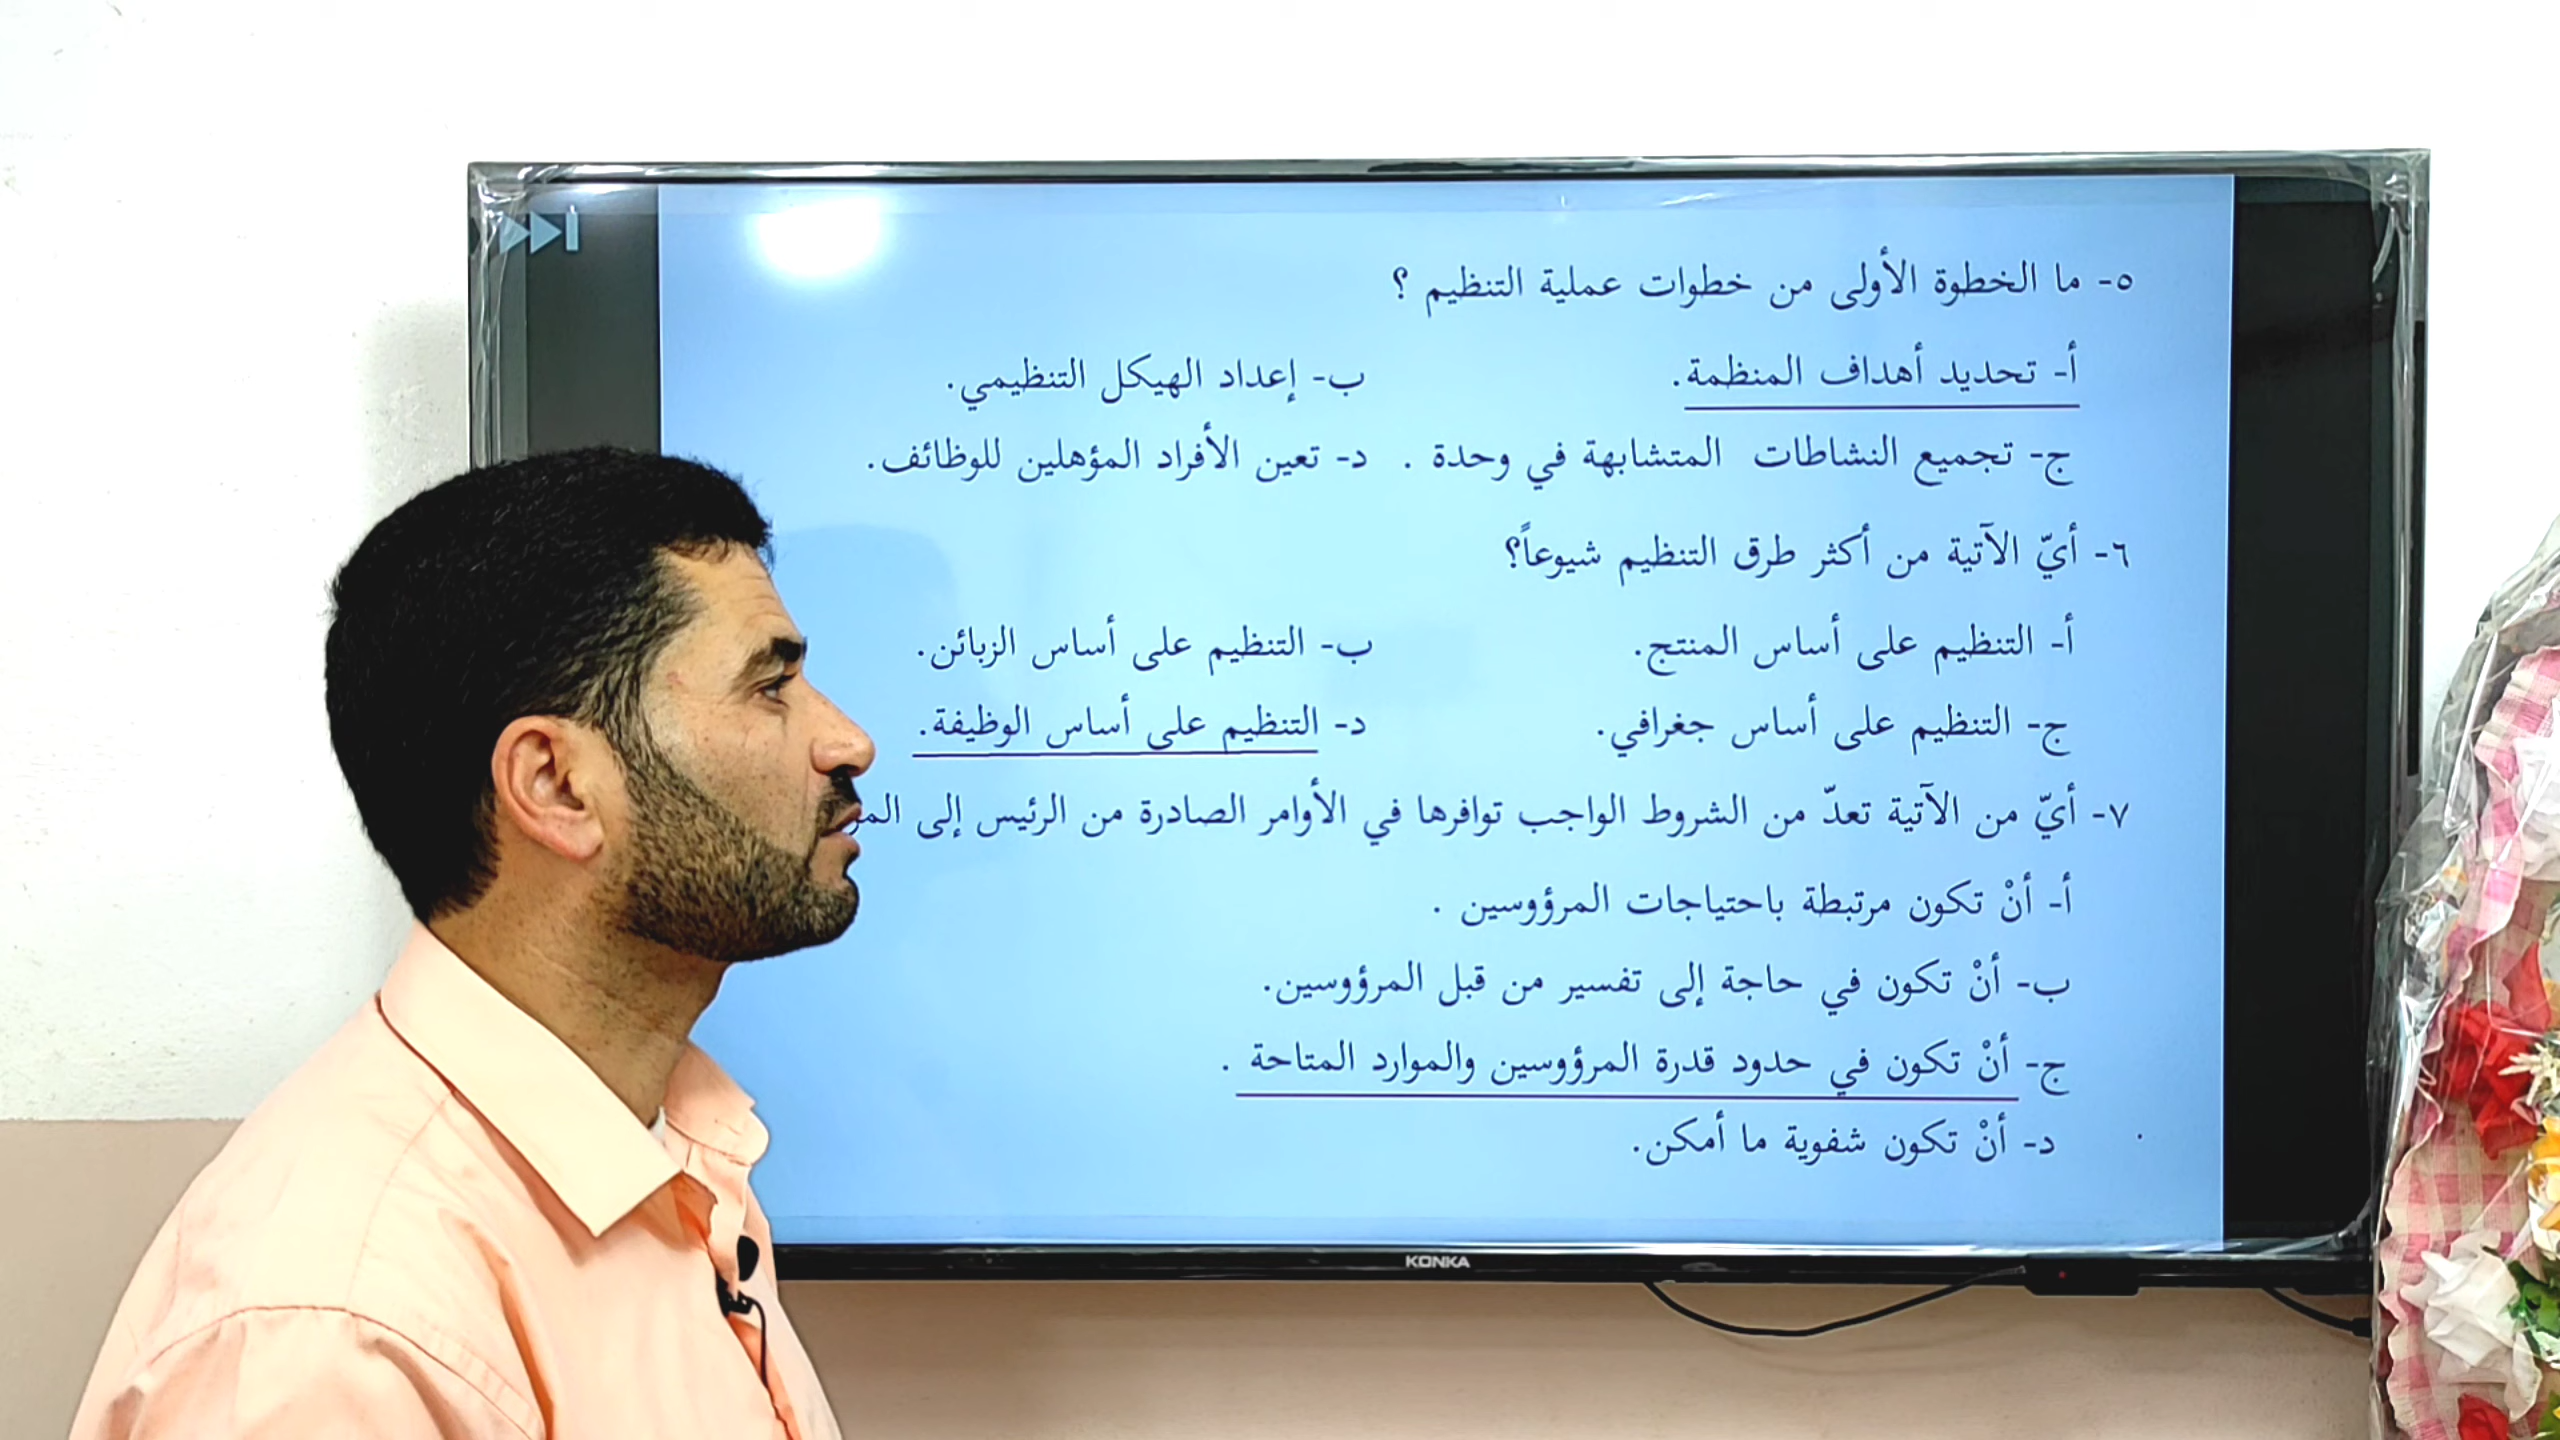 ٥- ما الخطوة الأولى من خطوات عملية التنظيم ؟
أ- تحديد أهداف المنظمة. ب- إعداد الهيكل التنظيمي.
ج- تجميع النشاطات المتشابهة في وحدة . د- تعين الأفراد المؤهلين للوظائف.
٦- أيّ الآتية من أكثر طرق التنظيم شيوعاً؟
أ- التنظيم على أساس المنتج. ب- التنظيم على أساس الزبائن.
ج- التنظيم على أساس جغرافي. د- التنظيم على أساس الوظيفة.
٧- أيّ من الآتية تعدّ من الشروط الواجب توافرها في الأوامر الصادرة من الرئيس إلى
أ- أنْ تكون مرتبطة باحتياجات المرؤوسين .
ب- أنْ تكون في حاجة إلى تفسير من قبل المرؤوسين.
ج- أنْ تكون في حدود قدرة المرؤوسين والموارد المتاحة .
د- أنْ تكون شفوية ما أمكن.
KONKA